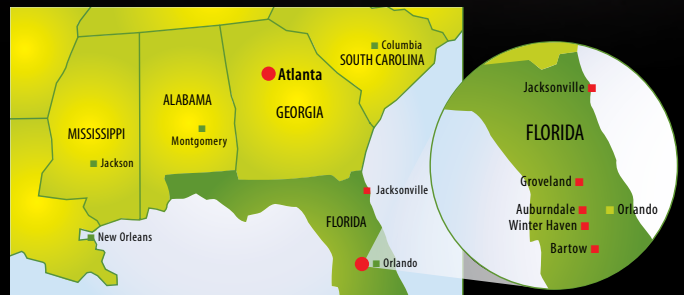 Columbia
SOUTH CAROLINA
Atlanta
ALABAMA
GEORGIA
MISSISSIPPI
Montgomery
Jackson
Jacksonville
FLORIDA
New Orleans
Orlando
Jacksonville
FLORIDA
Groveland
Auburndale
Orlando
Winter Haven
Bartow